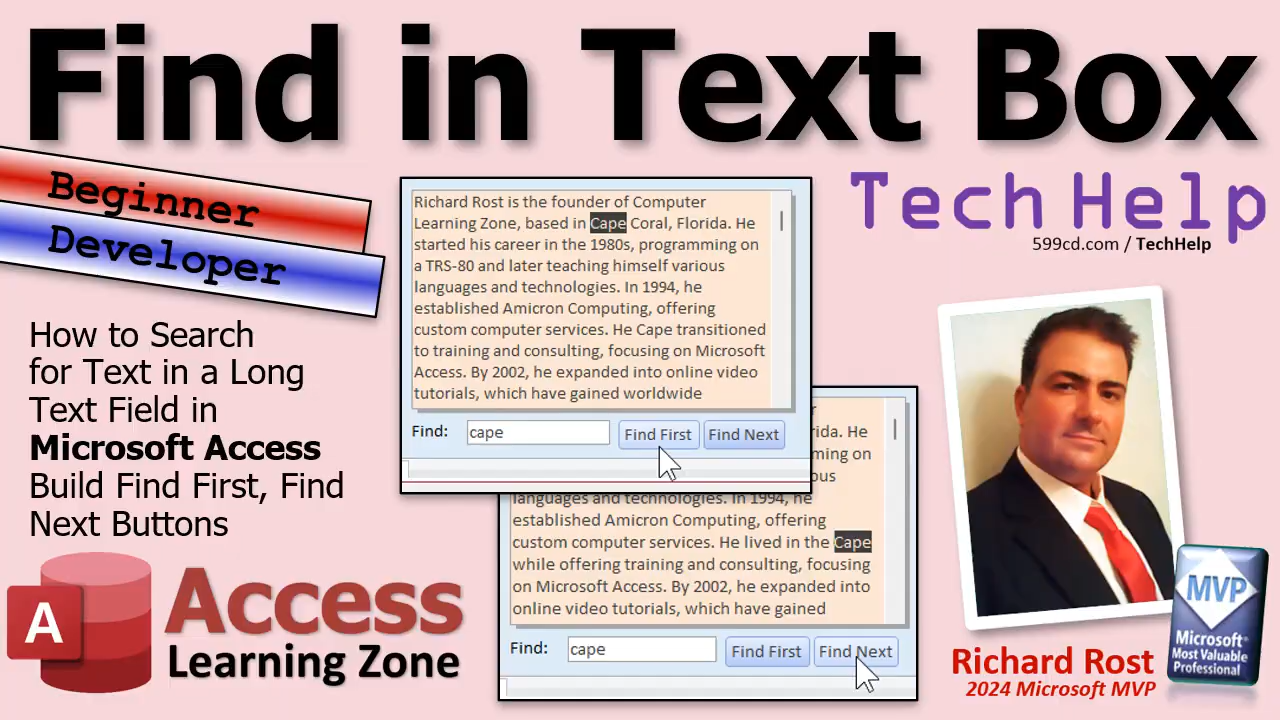 Find in Text Box
Beginner
Developer
TechHelp
599cd.com / TechHelp
How to Search
for Text in a Long
Text Field in
Microsoft Access
Build Find First, Find
Next Buttons
Richard Rost is the founder of Computer
Learning Zone, based in Cape Coral, Florida. He
started his career in the 1980s, programming on
a TRS-80 and later teaching himself various
languages and technologies. In 1994, he
established Amicron Computing, offering
custom computer services. He Cape transitioned
to training and consulting, focusing on Microsoft
Access. By 2002, he expanded into online video
tutorials, which have gained worldwide
Find: cape Find First Find Next
rida. He
ming on
ous
languages and technologies. In 1994, he
established Amicron Computing, offering
custom computer services. He lived in the Cape
while offering training and consulting, focusing
on Microsoft Access. By 2002, he expanded into
online video tutorials, which have gained
Find: cape Find First Find Next
A
Access
Learning Zone
MVP
Microsoft®
Most Valuable
Professional
Richard Rost
2024 Microsoft MVP